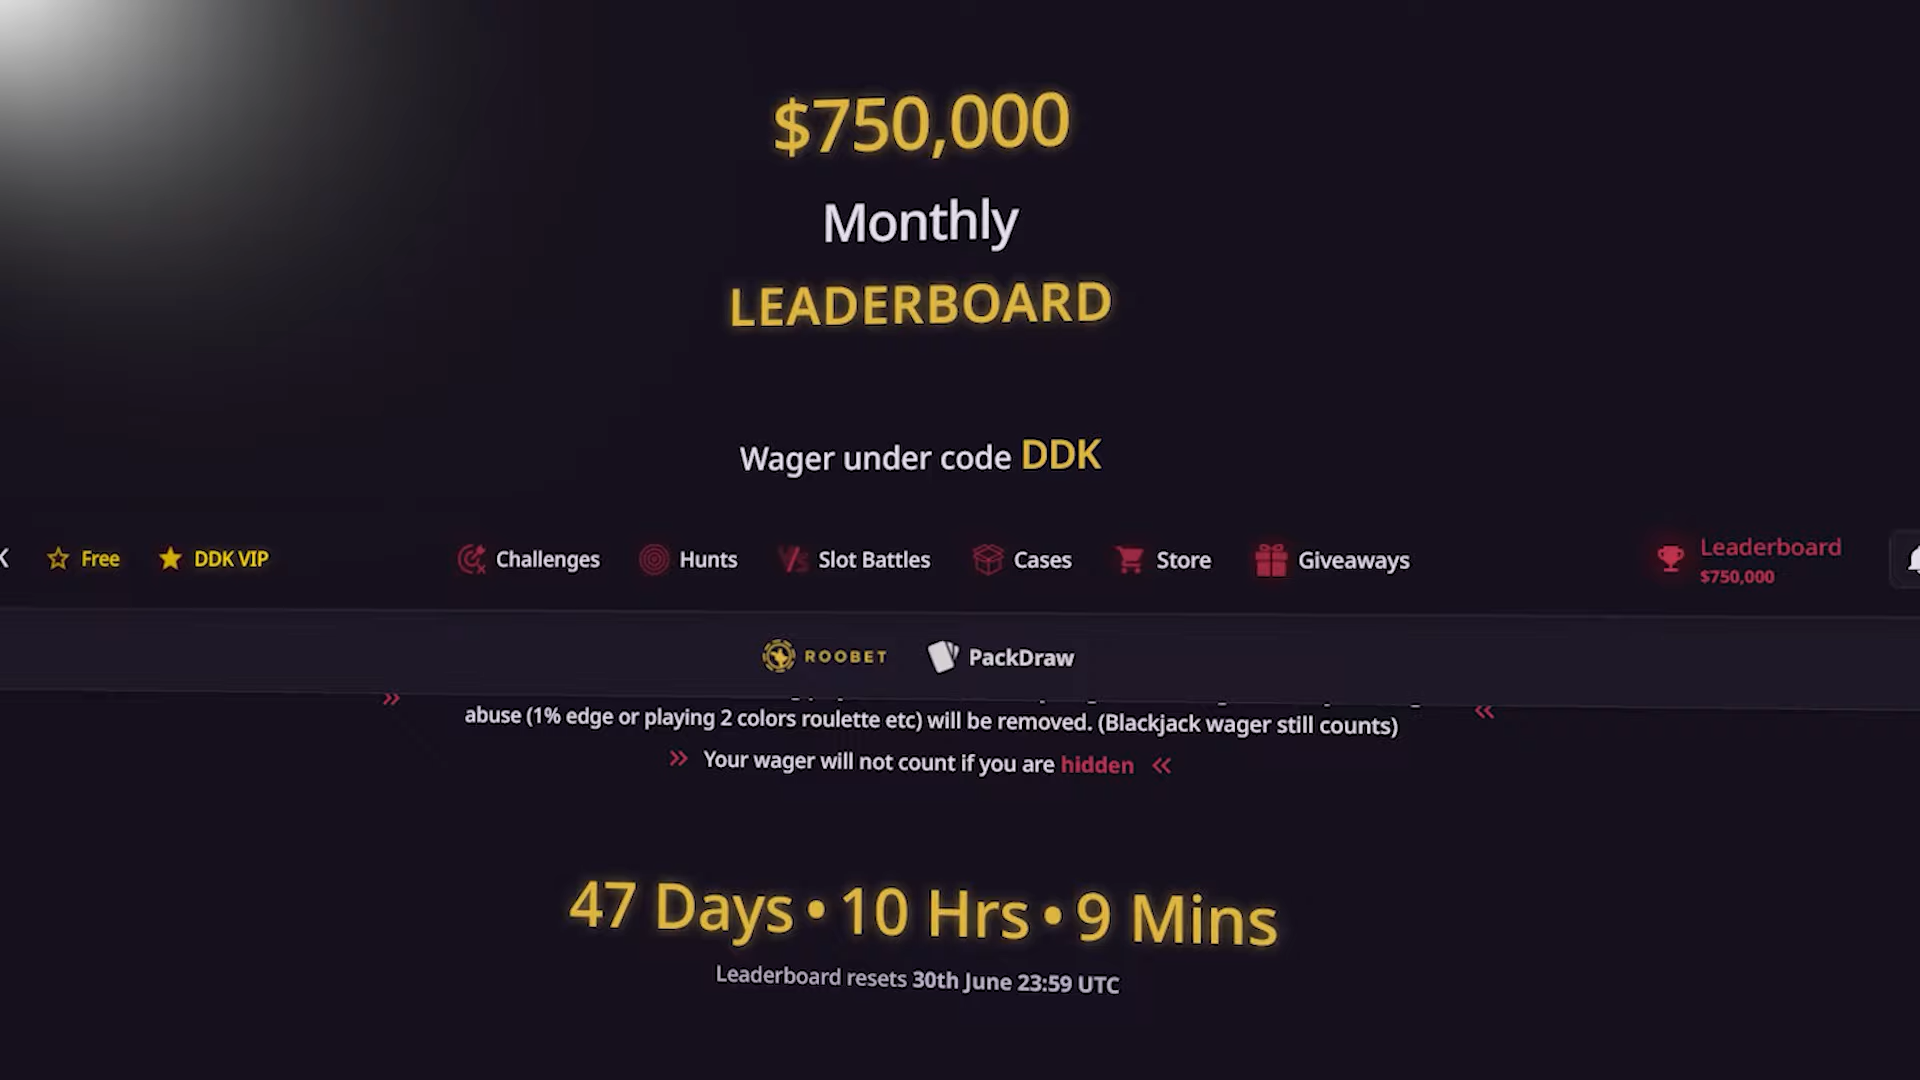 $750,000
Monthly
LEADERBOARD
Wager under code DDK
Free DDK VIP Challenges Hunts Slot Battles Cases Store Giveaways Leaderboard
$750,000
ROOBET PackDraw
abuse (1% edge or playing 2 colors roulette etc) will be removed. (Blackjack wager still counts)
Your wager will not count if you are hidden
47 Days • 10 Hrs • 9 Mins
Leaderboard resets 30th June 23:59 UTC